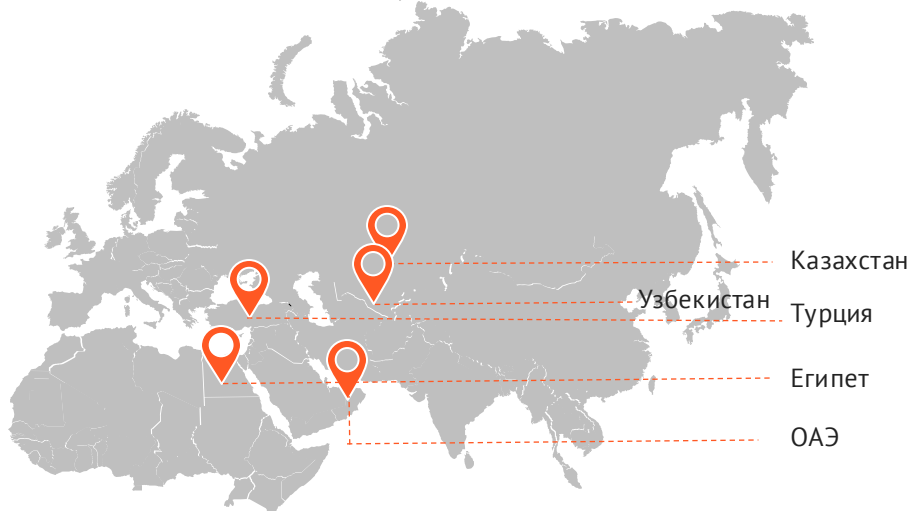 Казахстан
Узбекистан
Турция
Египет
ОАЭ